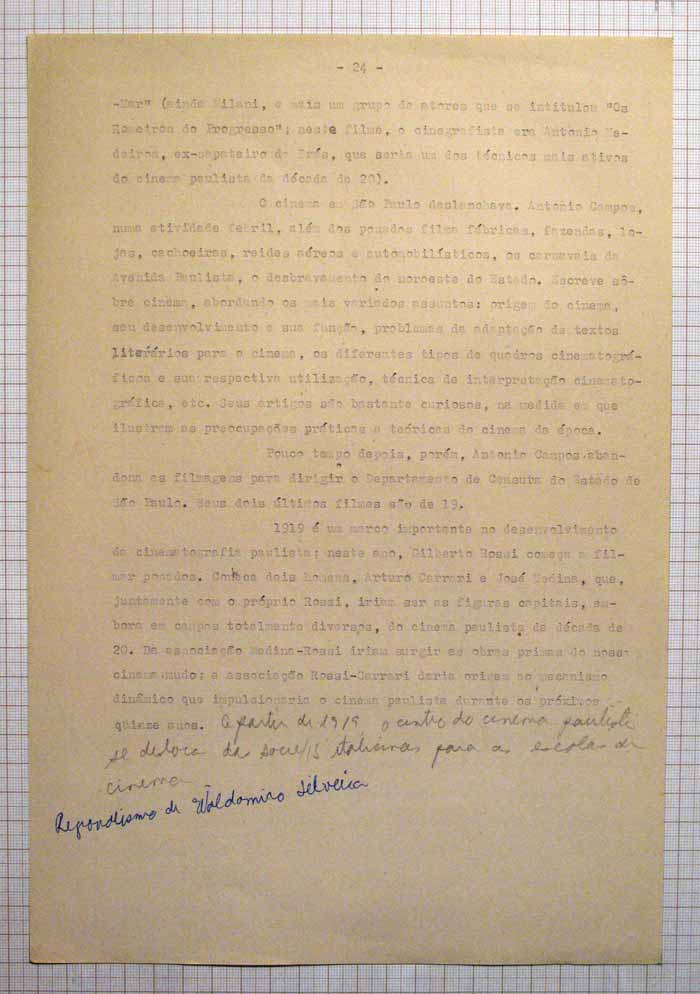 - 24 -
-Mar" (ainda Milani, e mais um grupo de atores que se intitulou "Os
Romeiros do Progresso"; neste filme, o cinegrafista era Antonio Me-
deiros, ex-sapateiro do Brás, que seria um dos técnicos mais ativos
do cinema paulista da década de 20).
O cinema em São Paulo deslanchava. Antonio Campos,
numa atividade febril, além dos posados filma fábricas, fazendas, lo-
jas, cachoeiras, reides aéreos e automobilísticos, os carnavais da
Avenida Paulista, o desbravamento do noroeste do Estado. Escreve sô-
bre cinema, abordando os mais variados assuntos: origem do cinema,
seu desenvolvimento e sua função, problemas da adaptação de textos
literários para o cinema, os diferentes tipos de quadros cinematográ-
ficos e sua respectiva utilização, técnica de interpretação cinemato-
gráfica, etc. Seus artigos são bastante curiosos, na medida em que
ilustram as preocupações práticas e teóricas do cinema da época.
Pouco tempo depois, porém, Antonio Campos aban-
dona as filmagens para dirigir o Departamento de Censura do Estado de
São Paulo. Seus dois últimos filmes são de 19.
1919 é um marco importante no desenvolvimento
da cinematografia paulista: neste ano, Gilberto Rossi começa a fil-
mar posados. Conhece dois homens, Arturo Carrari e José Medina, que,
juntamente com o próprio Rossi, iriam ser as figuras capitais, em-
bora em campos totalmente diversos, do cinema paulista da década de
20. Da associação Medina-Rossi iriam surgir as obras primas do nosso
cinema mudo; a associação Rossi-Carrari daria origem ao mecanismo
dinâmico que impulsionaria o cinema paulista durante os próximos
quinze anos. A partir de 1919 o centro do cinema paulista
se desloca das italianas para as escolas de
cinema
Regionalismo de Waldomiro Silveira